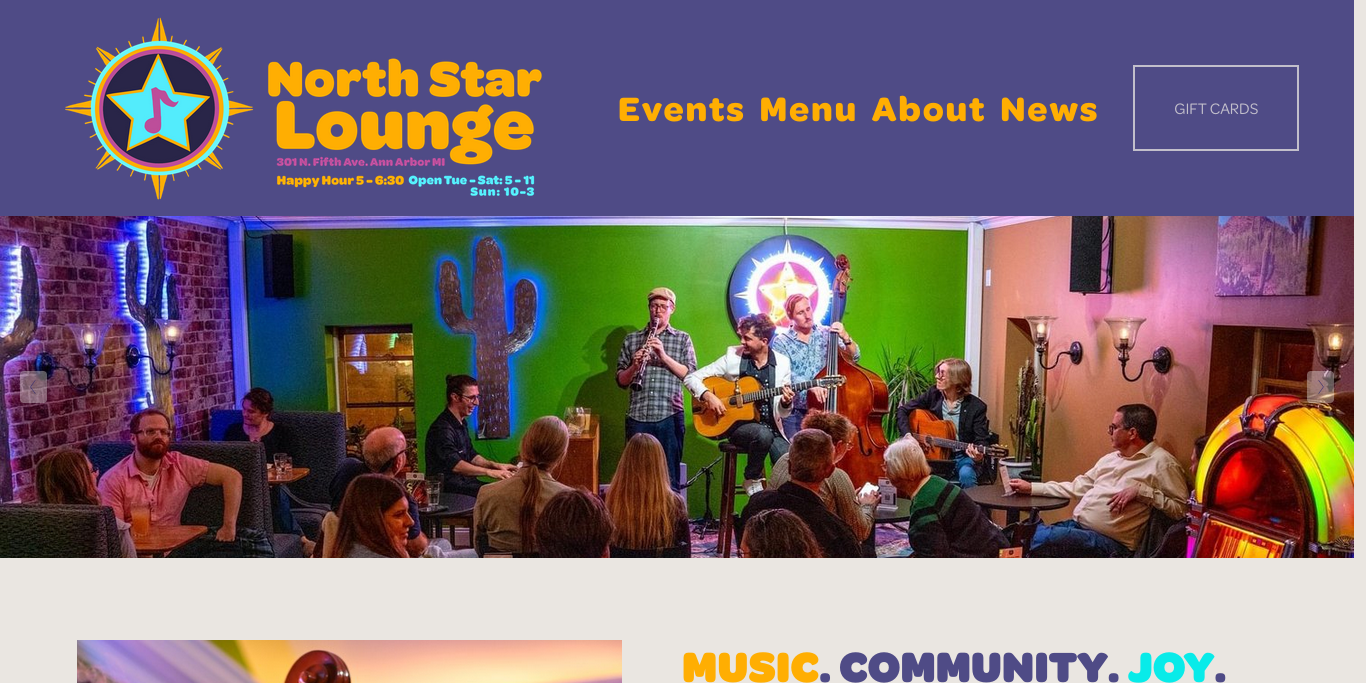 North Star
Lounge
301 N. Fifth Ave. Ann Arbor MI
Happy Hour 5 - 6:30 Open Tue - Sat: 5 - 11
Sun: 10-3
Events Menu About News
GIFT CARDS
MUSIC. COMMUNITY. JOY.